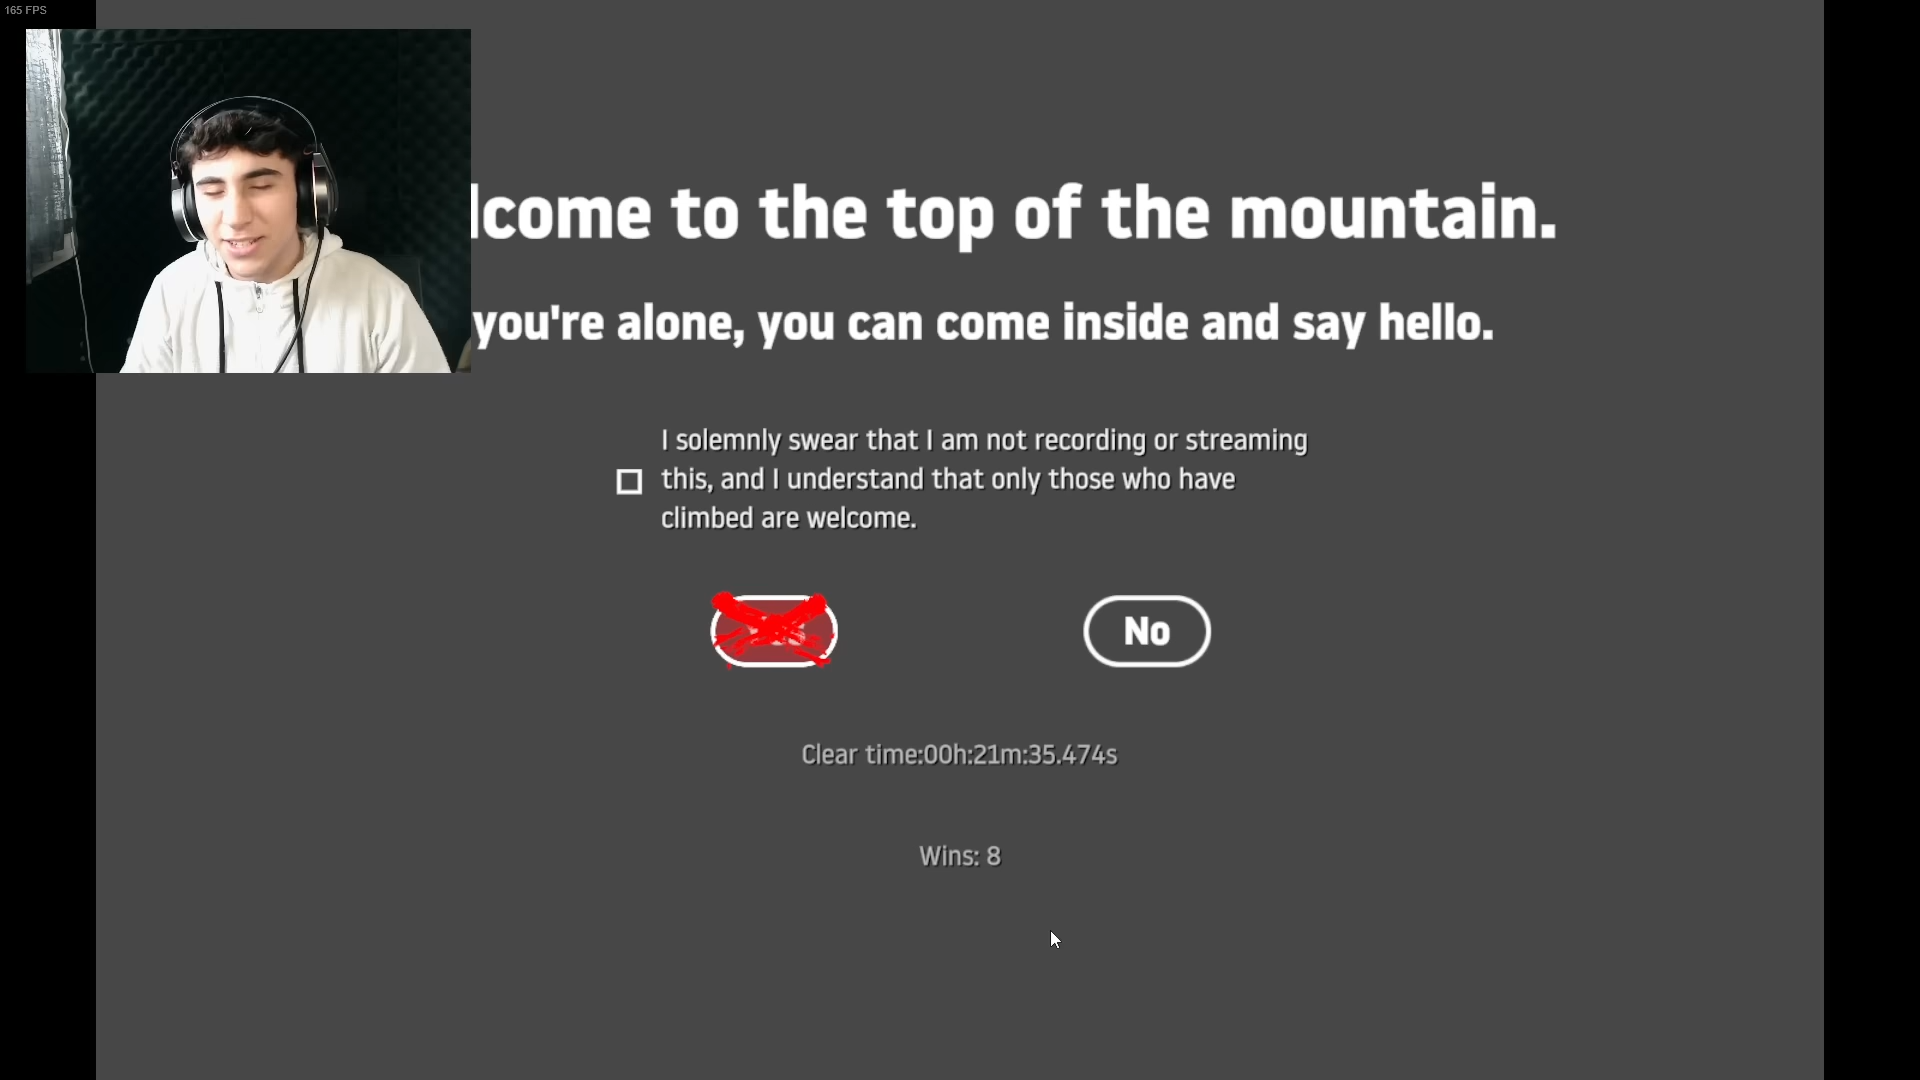 165 FPS
lcome to the top of the mountain.
you're alone, you can come inside and say hello.
I solemnly swear that I am not recording or streaming
this, and I understand that only those who have
climbed are welcome.
No
Clear time:00h:21m:35.474s
Wins: 8